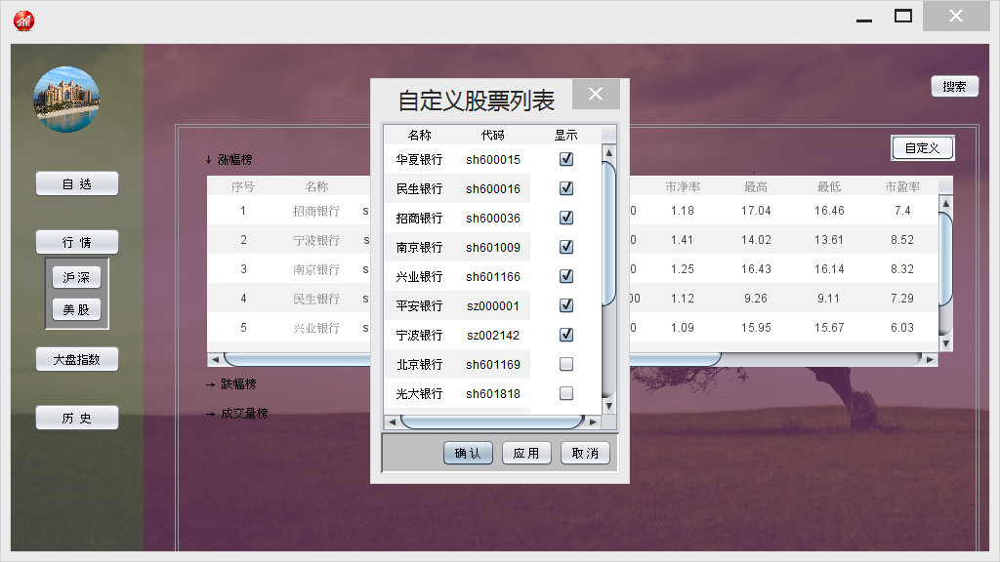 搜索
自定义
自 选
行 情
沪 深
美 股
大盘指数
历 史
↓ 涨幅榜
序号 名称 市净率 最高 最低 市盈率
1 招商银行 s 0 1.18 17.04 16.46 7.4
2 宁波银行 s 0 1.41 14.02 13.61 8.52
3 南京银行 s 0 1.25 16.43 16.14 8.32
4 民生银行 s 00 1.12 9.26 9.11 7.29
5 兴业银行 s 0 1.09 15.95 15.67 6.03
→ 跌幅榜
→ 成交量榜
自定义股票列表
名称 代码 显示
华夏银行 sh600015
民生银行 sh600016
招商银行 sh600036
南京银行 sh601009
兴业银行 sh601166
平安银行 sz000001
宁波银行 sz002142
北京银行 sh601169
光大银行 sh601818
确 认 应 用 取 消